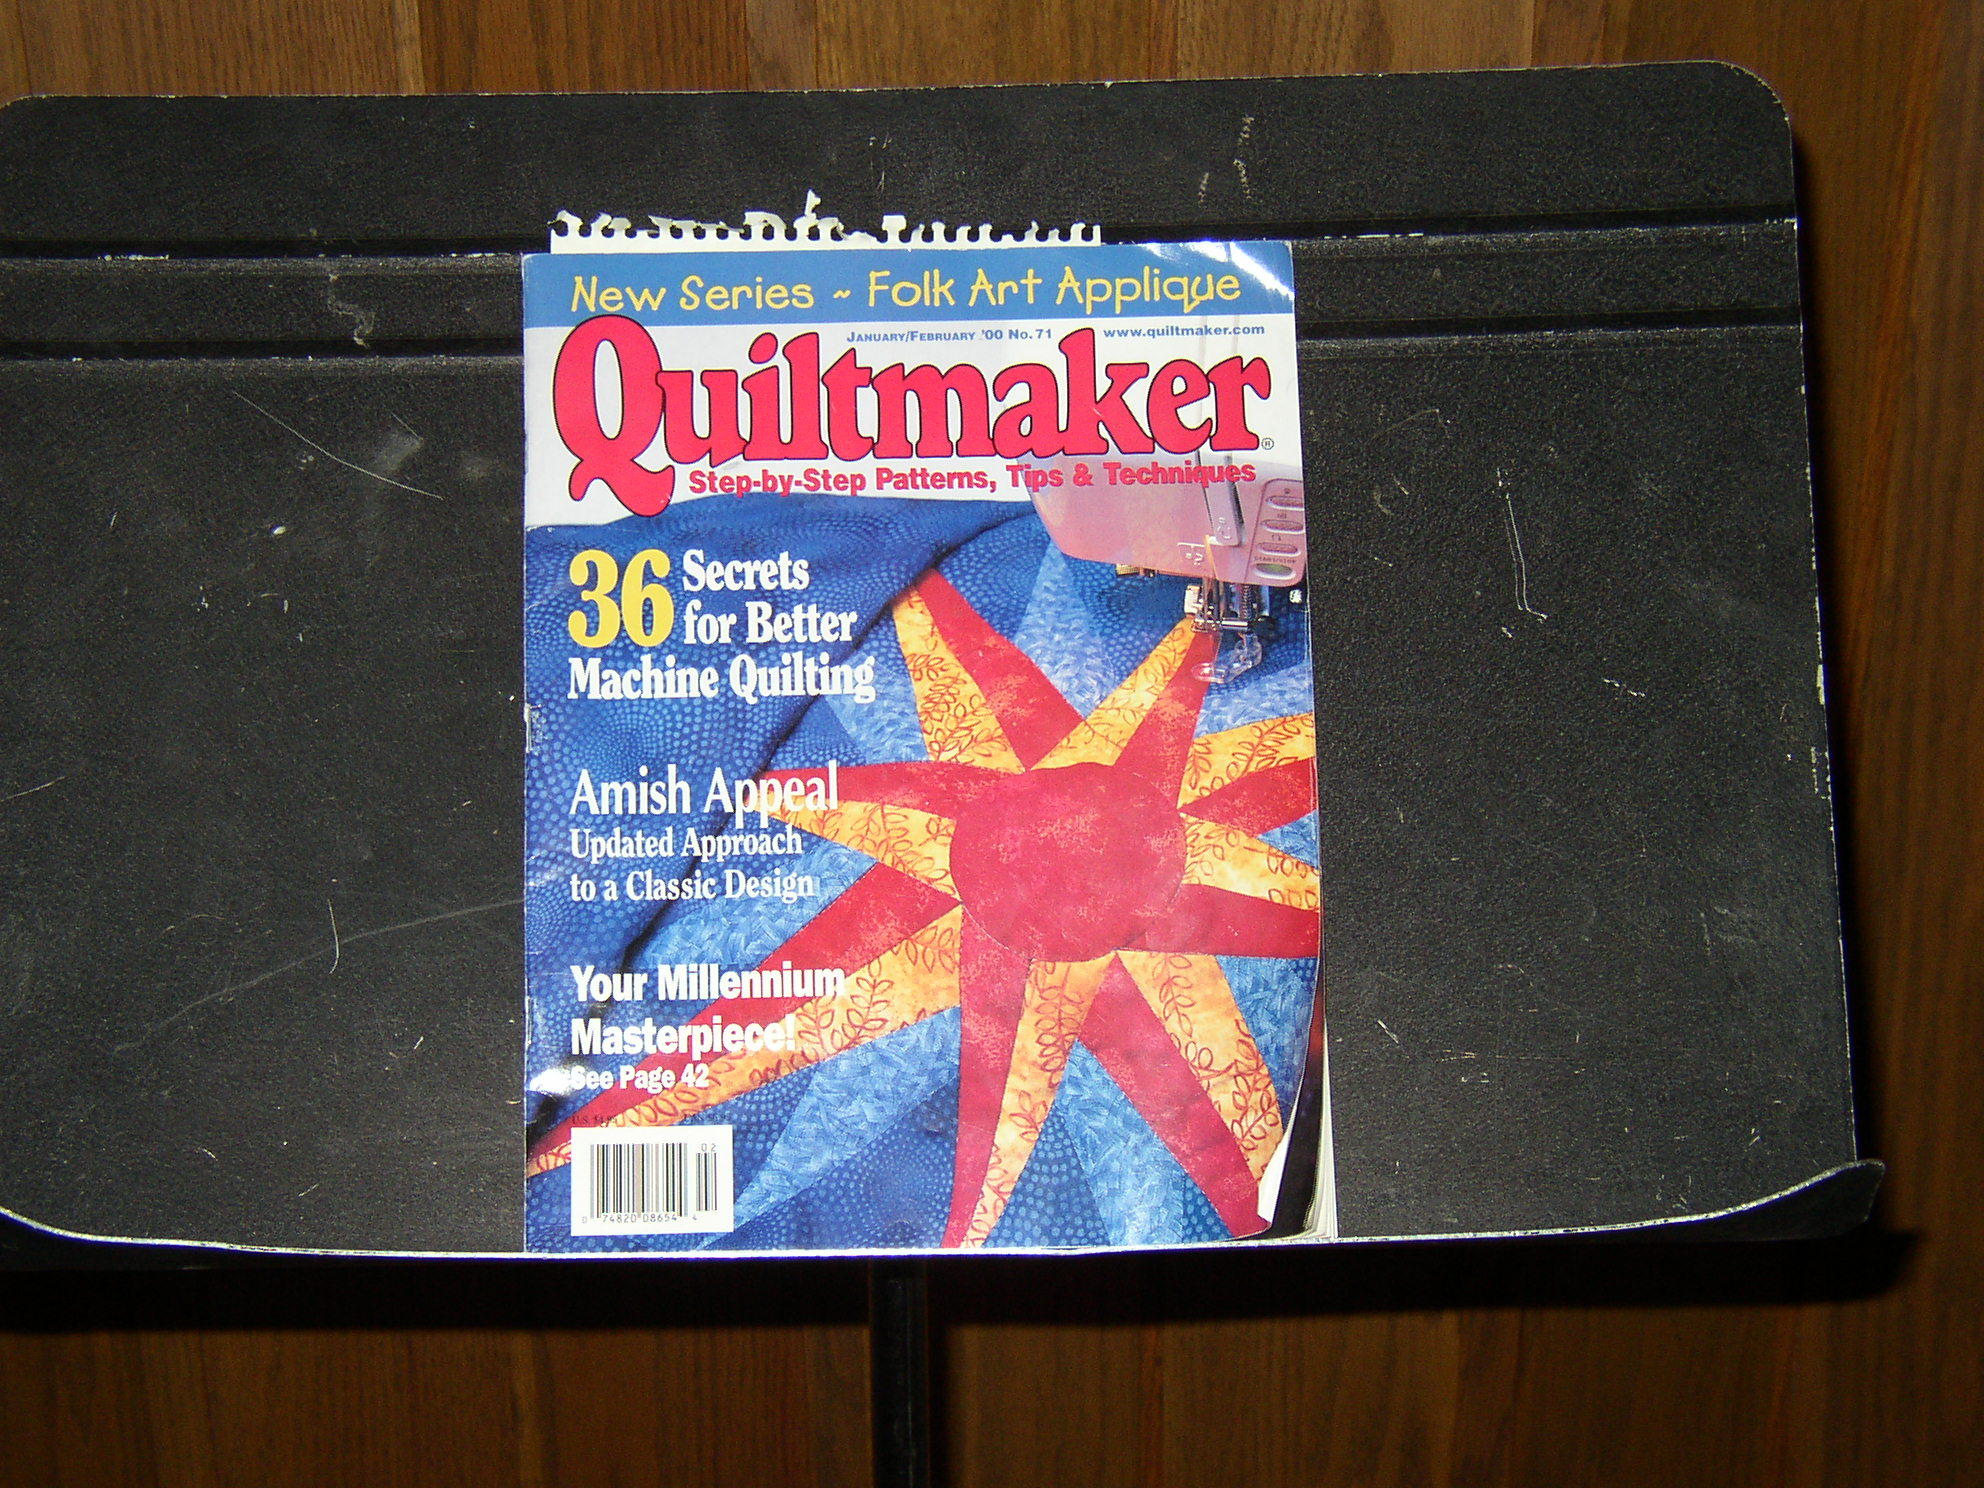 New Series ~ Folk Art Applique
January/February '00 No. 71 www.quiltmaker.com
Quiltmaker®
Step-by-Step Patterns, Tips & Techniques
36 Secrets
for Better
Machine Quilting
Amish Appeal
Updated Approach
to a Classic Design
Your Millennium
Masterpiece!
See Page 42
02
0 74820 08654 4